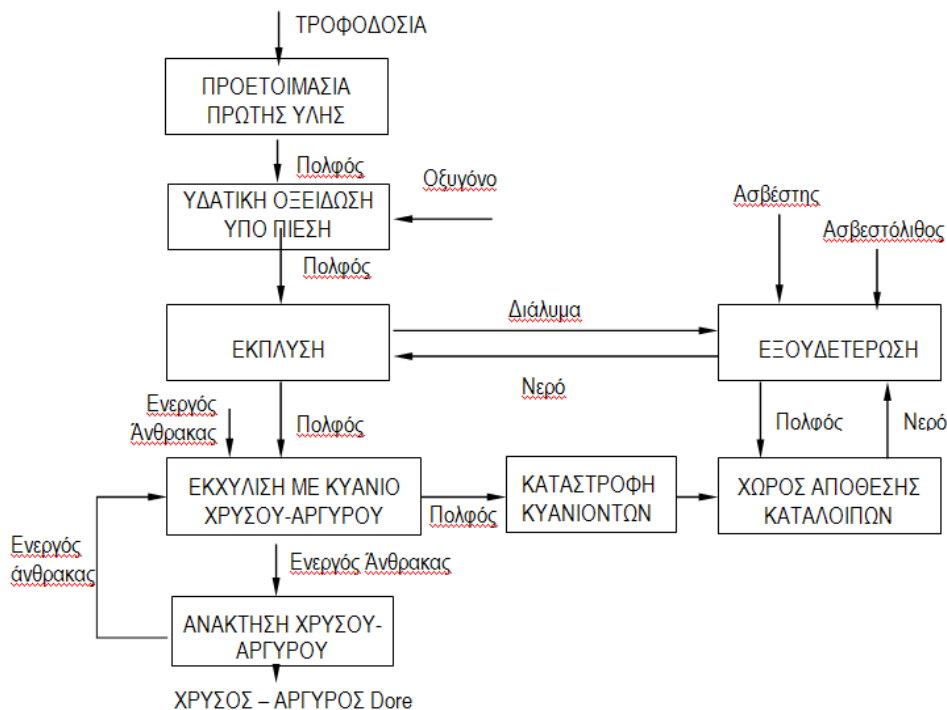 ΤΡΟΦΟΔΟΣΙΑ
ΠΡΟΕΤΟΙΜΑΣΙΑ
ΠΡΩΤΗΣ ΥΛΗΣ
Πολφός
Οξυγόνο
ΥΔΑΤΙΚΗ ΟΞΕΙΔΩΣΗ
ΥΠΟ ΠΙΕΣΗ
Ασβέστης
Ασβεστόλιθος
Πολφός
ΕΚΠΛΥΣΗ
Διάλυμα
Νερό
ΕΞΟΥΔΕΤΕΡΩΣΗ
Ενεργός
Άνθρακας
Πολφός
Πολφός
Νερό
ΕΚΧΥΛΙΣΗ ΜΕ ΚΥΑΝΙΟ
ΧΡΥΣΟΥ-ΑΡΓΥΡΟΥ
Πολφός
ΚΑΤΑΣΤΡΟΦΗ
ΚΥΑΝΙΟΝΤΩΝ
ΧΩΡΟΣ ΑΠΟΘΕΣΗΣ
ΚΑΤΑΛΟΙΠΩΝ
Ενεργός
άνθρακας
Ενεργός Άνθρακας
ΑΝΑΚΤΗΣΗ ΧΡΥΣΟΥ-
ΑΡΓΥΡΟΥ
ΧΡΥΣΟΣ – ΑΡΓΥΡΟΣ Dore